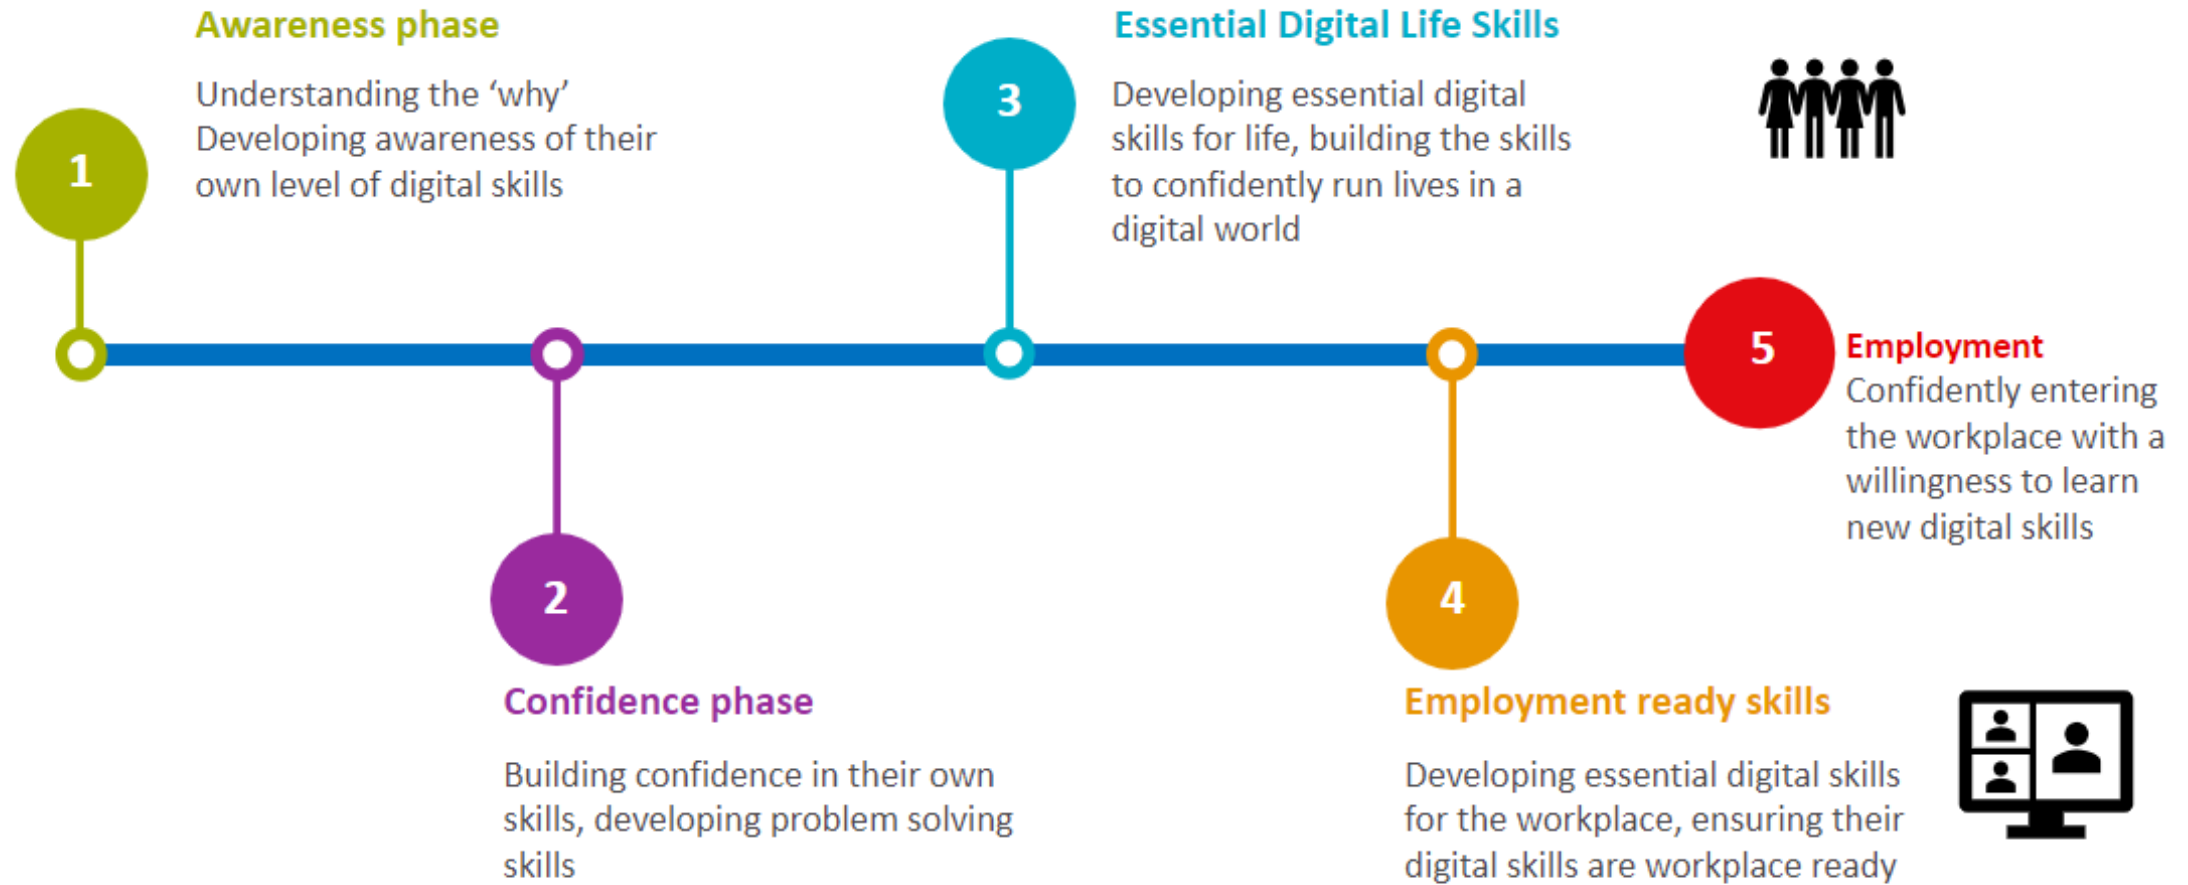 1
Awareness phase
Understanding the ‘why’
Developing awareness of their
own level of digital skills
2
Confidence phase
Building confidence in their own
skills, developing problem solving
skills
3
Essential Digital Life Skills
Developing essential digital
skills for life, building the skills
to confidently run lives in a
digital world
4
Employment ready skills
Developing essential digital skills
for the workplace, ensuring their
digital skills are workplace ready
5
Employment
Confidently entering
the workplace with a
willingness to learn
new digital skills